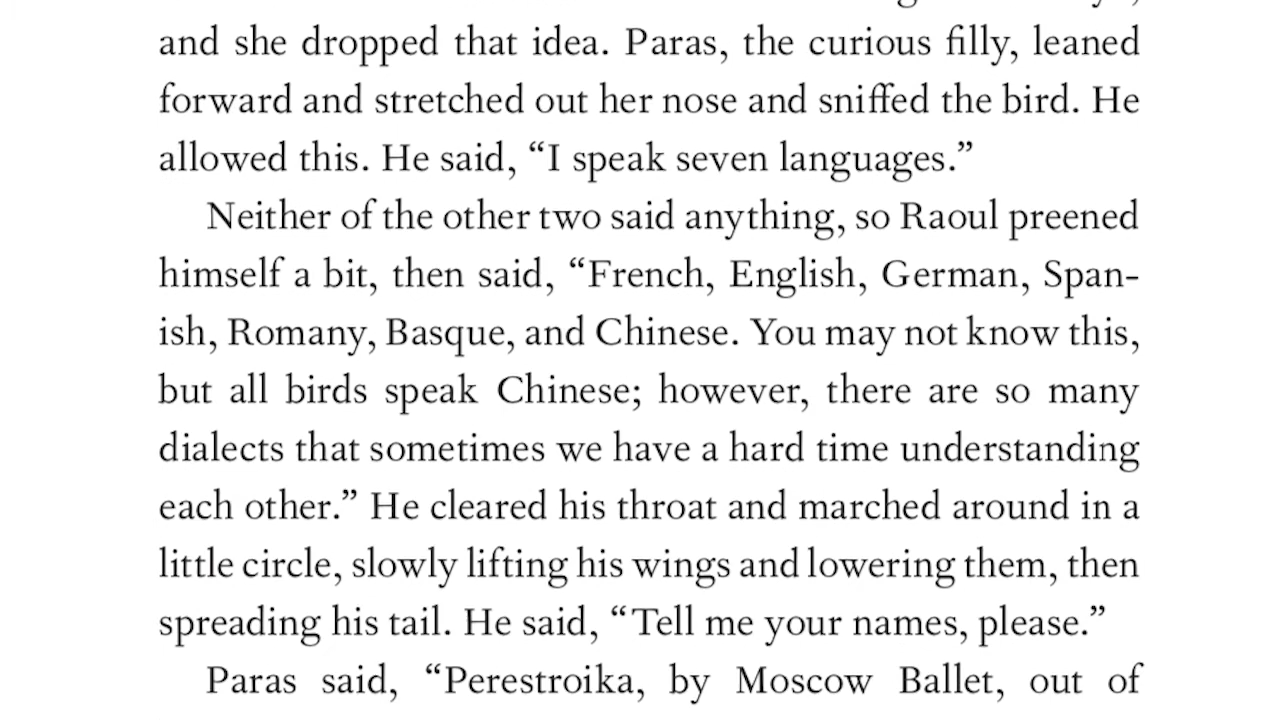 and she dropped that idea. Paras, the curious filly, leaned
forward and stretched out her nose and sniffed the bird. He
allowed this. He said, “I speak seven languages.”
Neither of the other two said anything, so Raoul preened
himself a bit, then said, “French, English, German, Span-
ish, Romany, Basque, and Chinese. You may not know this,
but all birds speak Chinese; however, there are so many
dialects that sometimes we have a hard time understanding
each other.” He cleared his throat and marched around in a
little circle, slowly lifting his wings and lowering them, then
spreading his tail. He said, “Tell me your names, please.”
Paras said, “Perestroika, by Moscow Ballet, out of